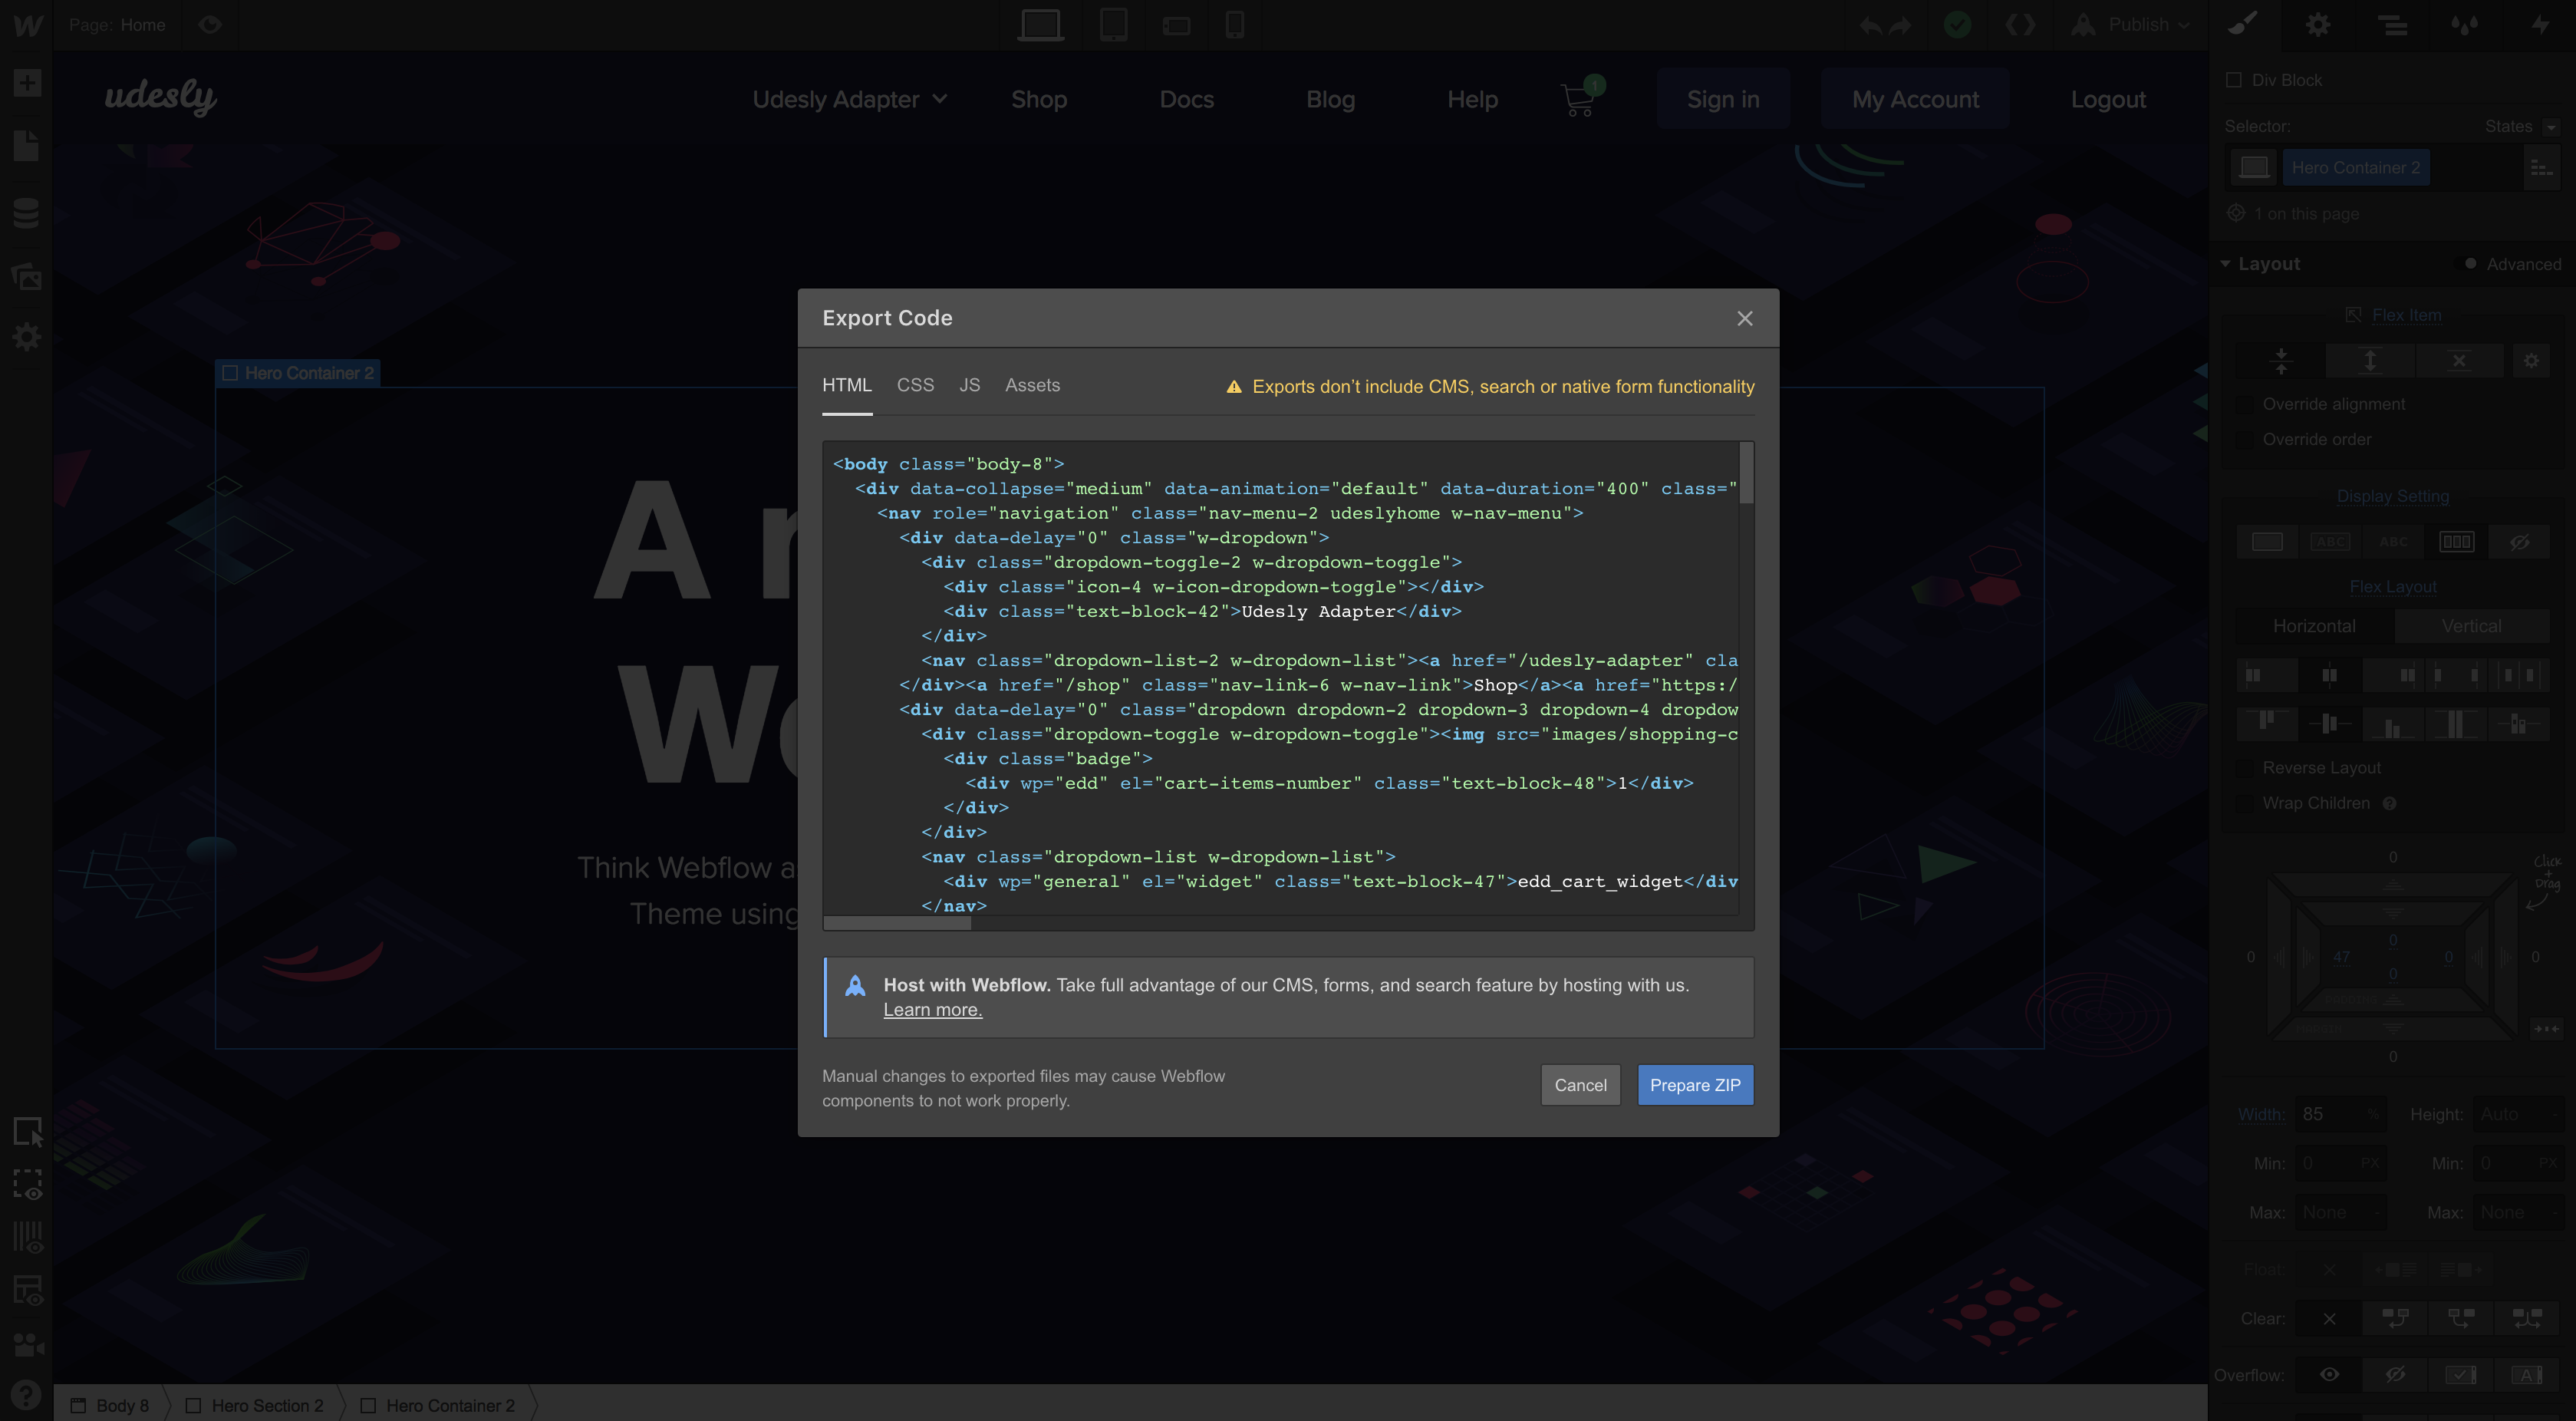 Page: Home
Publish
udesly
Udesly Adapter
Shop
Docs
Blog
Help
1
Sign in
My Account
Logout
Hero Container 2
A
W
Think Webflow a
Theme using
Export Code
HTML
CSS
JS
Assets
Exports don’t include CMS, search or native form functionality
<body class="body-8">
<div data-collapse="medium" data-animation="default" data-duration="400" class="
<nav role="navigation" class="nav-menu-2 udeslyhome w-nav-menu">
<div data-delay="0" class="w-dropdown">
<div class="dropdown-toggle-2 w-dropdown-toggle">
<div class="icon-4 w-icon-dropdown-toggle"></div>
<div class="text-block-42">Udesly Adapter</div>
</div>
<nav class="dropdown-list-2 w-dropdown-list"><a href="/udesly-adapter" cla
</div><a href="/shop" class="nav-link-6 w-nav-link">Shop</a><a href="https:/
<div data-delay="0" class="dropdown dropdown-2 dropdown-3 dropdown-4 dropdow
<div class="dropdown-toggle w-dropdown-toggle"><img src="images/shopping-c
<div class="badge">
<div wp="edd" el="cart-items-number" class="text-block-48">1</div>
</div>
</div>
<nav class="dropdown-list w-dropdown-list">
<div wp="general" el="widget" class="text-block-47">edd_cart_widget</div
</nav>
Host with Webflow. Take full advantage of our CMS, forms, and search feature by hosting with us.
Learn more.
Manual changes to exported files may cause Webflow
components to not work properly.
Cancel
Prepare ZIP
Div Block
Selector:
States
Hero Container 2
1 on this page
Layout
Advanced
Flex Item
Override alignment
Override order
Display Setting
ABC
ABC
Flex Layout
Horizontal
Vertical
Reverse Layout
Wrap Children
Click
+
Drag
0
0
0
47
0
0
0
0
Width: 85 %
Height: Auto
Min: 0 PX
Min: 0 PX
Max: None
Max: None
Float:
Clear:
Overflow:
A
Body 8
Hero Section 2
Hero Container 2